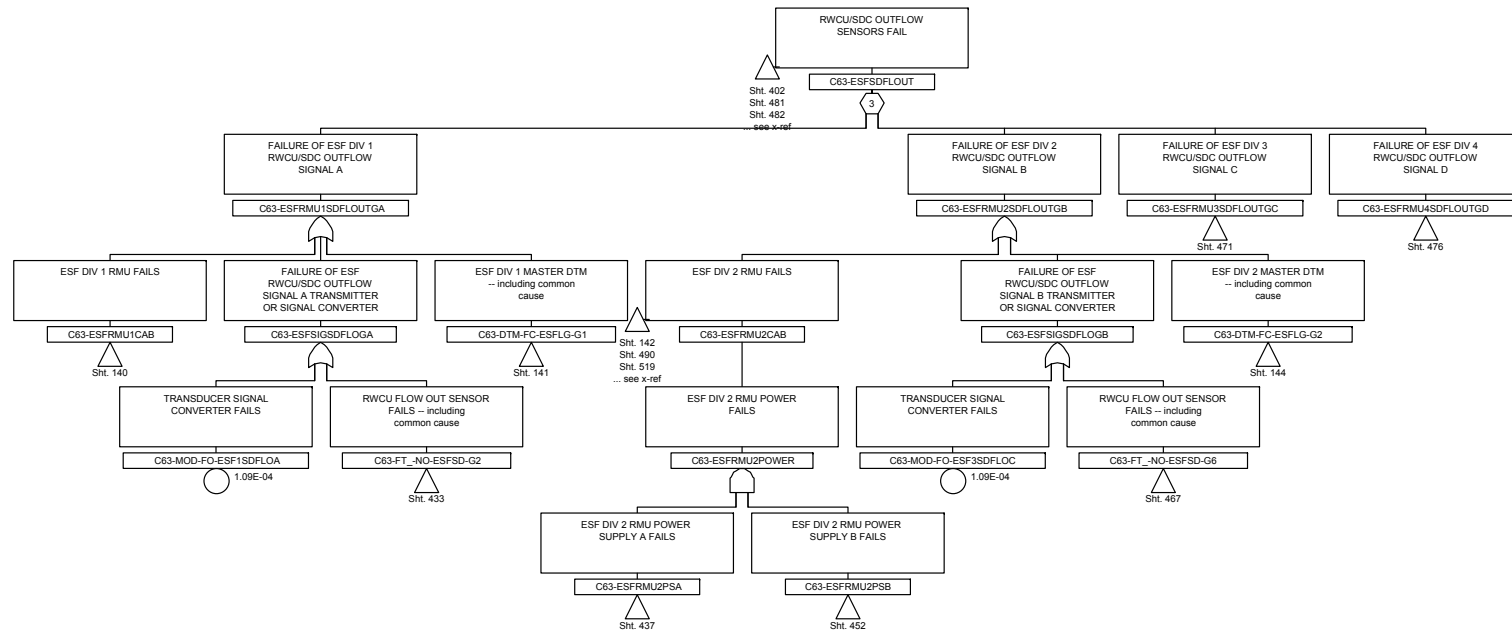 RWCU/SDC OUTFLOW
SENSORS FAIL
C63-ESFSDFLOUT
Sht. 402
Sht. 481
Sht. 482
... see x-ref
3
FAILURE OF ESF DIV 1
RWCU/SDC OUTFLOW
SIGNAL A
C63-ESFRMU1SDFLOUTGA
FAILURE OF ESF DIV 2
RWCU/SDC OUTFLOW
SIGNAL B
C63-ESFRMU2SDFLOUTGB
FAILURE OF ESF DIV 3
RWCU/SDC OUTFLOW
SIGNAL C
C63-ESFRMU3SDFLOUTGC
Sht. 471
FAILURE OF ESF DIV 4
RWCU/SDC OUTFLOW
SIGNAL D
C63-ESFRMU4SDFLOUTGD
Sht. 476
ESF DIV 1 RMU FAILS
C63-ESFRMU1CAB
Sht. 140
FAILURE OF ESF
RWCU/SDC OUTFLOW
SIGNAL A TRANSMITTER
OR SIGNAL CONVERTER
C63-ESFSIGSDFLOGA
ESF DIV 1 MASTER DTM
-- including common
cause
C63-DTM-FC-ESFLG-G1
Sht. 141
ESF DIV 2 RMU FAILS
C63-ESFRMU2CAB
Sht. 142
Sht. 490
Sht. 519
... see x-ref
FAILURE OF ESF
RWCU/SDC OUTFLOW
SIGNAL B TRANSMITTER
OR SIGNAL CONVERTER
C63-ESFSIGSDFLOGB
ESF DIV 2 MASTER DTM
-- including common
cause
C63-DTM-FC-ESFLG-G2
Sht. 144
TRANSDUCER SIGNAL
CONVERTER FAILS
C63-MOD-FO-ESF1SDFLOA
1.09E-04
RWCU FLOW OUT SENSOR
FAILS -- including
common cause
C63-FT_-NO-ESFSD-G2
Sht. 433
ESF DIV 2 RMU POWER
FAILS
C63-ESFRMU2POWER
TRANSDUCER SIGNAL
CONVERTER FAILS
C63-MOD-FO-ESF3SDFLOC
1.09E-04
RWCU FLOW OUT SENSOR
FAILS -- including
common cause
C63-FT_-NO-ESFSD-G6
Sht. 467
ESF DIV 2 RMU POWER
SUPPLY A FAILS
C63-ESFRMU2PSA
Sht. 437
ESF DIV 2 RMU POWER
SUPPLY B FAILS
C63-ESFRMU2PSB
Sht. 452